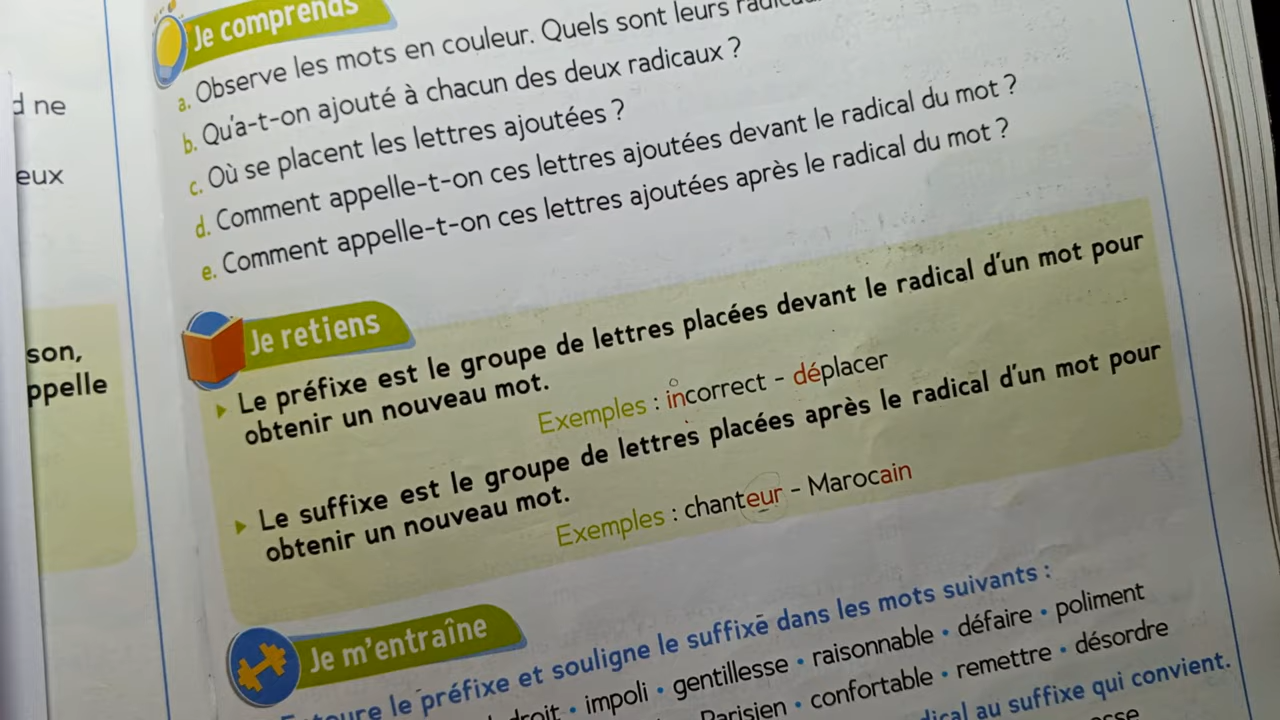 d ne
eux
son,
ppelle
Je comprends
a. Observe les mots en couleur. Quels sont leurs
b. Qu'a-t-on ajouté à chacun des deux radicaux ?
c. Où se placent les lettres ajoutées ?
d. Comment appelle-t-on ces lettres ajoutées devant le radical du mot ?
e. Comment appelle-t-on ces lettres ajoutées après le radical du mot ?
Je retiens
Le préfixe est le groupe de lettres placées devant le radical d'un mot pour
obtenir un nouveau mot.
Exemples : incorrect - déplacer
Le suffixe est le groupe de lettres placées après le radical d'un mot pour
obtenir un nouveau mot.
Exemples : chanteur - Marocain
Je m'entraîne
le préfixe et souligne le suffixe dans les mots suivants :
droit • impoli • gentillesse • raisonnable • défaire • poliment
Parisien • confortable • remettre • désordre
dical au suffixe qui convient.
esse